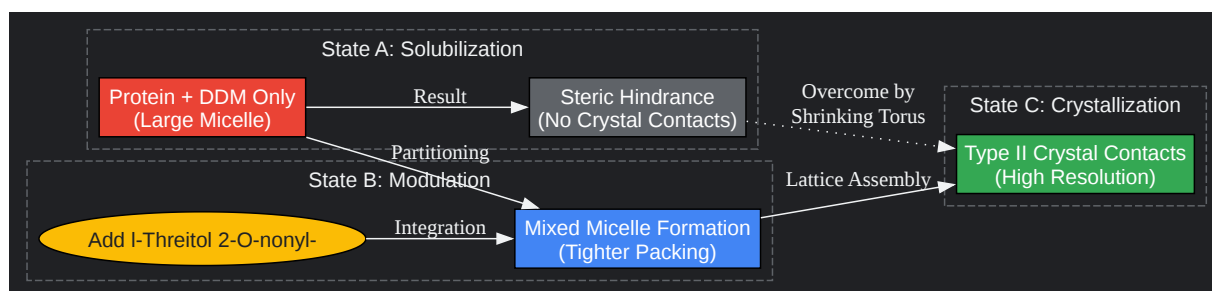 State A: Solubilization
Protein + DDM Only
(Large Micelle)
Result
Steric Hindrance
(No Crystal Contacts)
Overcome by
Shrinking Torus
State C: Crystallization
Type II Crystal Contacts
(High Resolution)
Partitioning
State B: Modulation
Lattice Assembly
Add l-Threitol 2-O-nonyl-
Integration
Mixed Micelle Formation
(Tighter Packing)